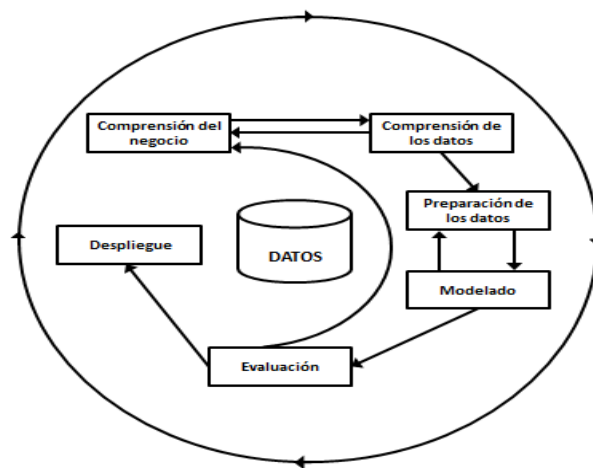 Comprensión del
negocio
Comprensión de
los datos
Preparación de
los datos
Despliegue
DATOS
Modelado
Evaluación